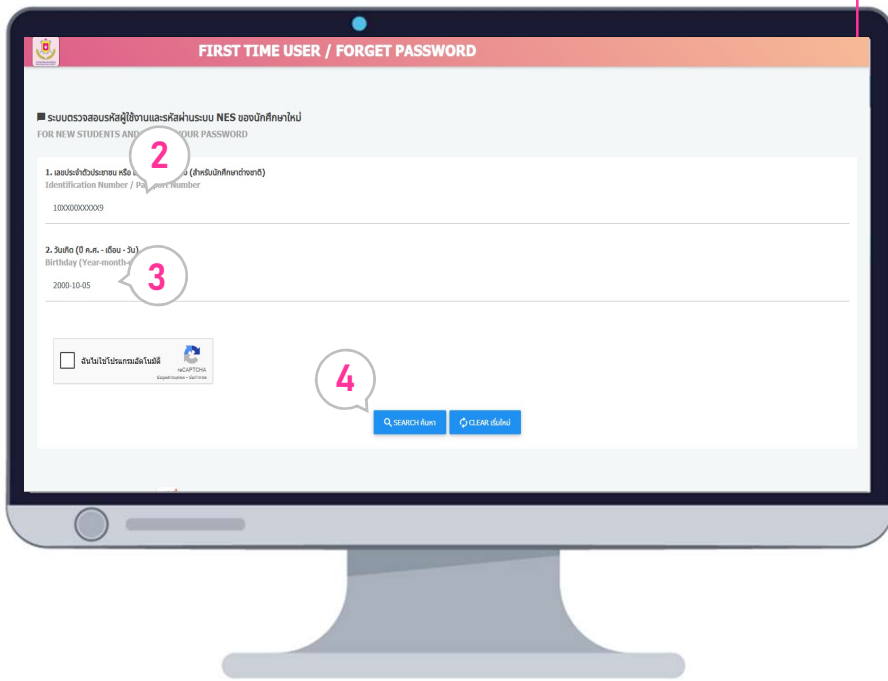 FIRST TIME USER / FORGET PASSWORD
ระบบตรวจสอบรหัสผู้ใช้งานและรหัสผ่านระบบ NES ของนักศึกษาใหม่
FOR NEW STUDENTS AND YOUR PASSWORD
2
1. เลขประจำตัวประชาชน หรือ (สำหรับนักศึกษาต่างชาติ)
Identification Number / Number
10XX00XXXXX9
2. วันเกิด (ปี ค.ศ. - เดือน - วัน)
Birthday (Year-month-
3
2000-10-05
ฉันไม่ใช่โปรแกรมอัตโนมัติ
reCAPTCHA
4
SEARCH ค้นหา
CLEAR เริ่มใหม่